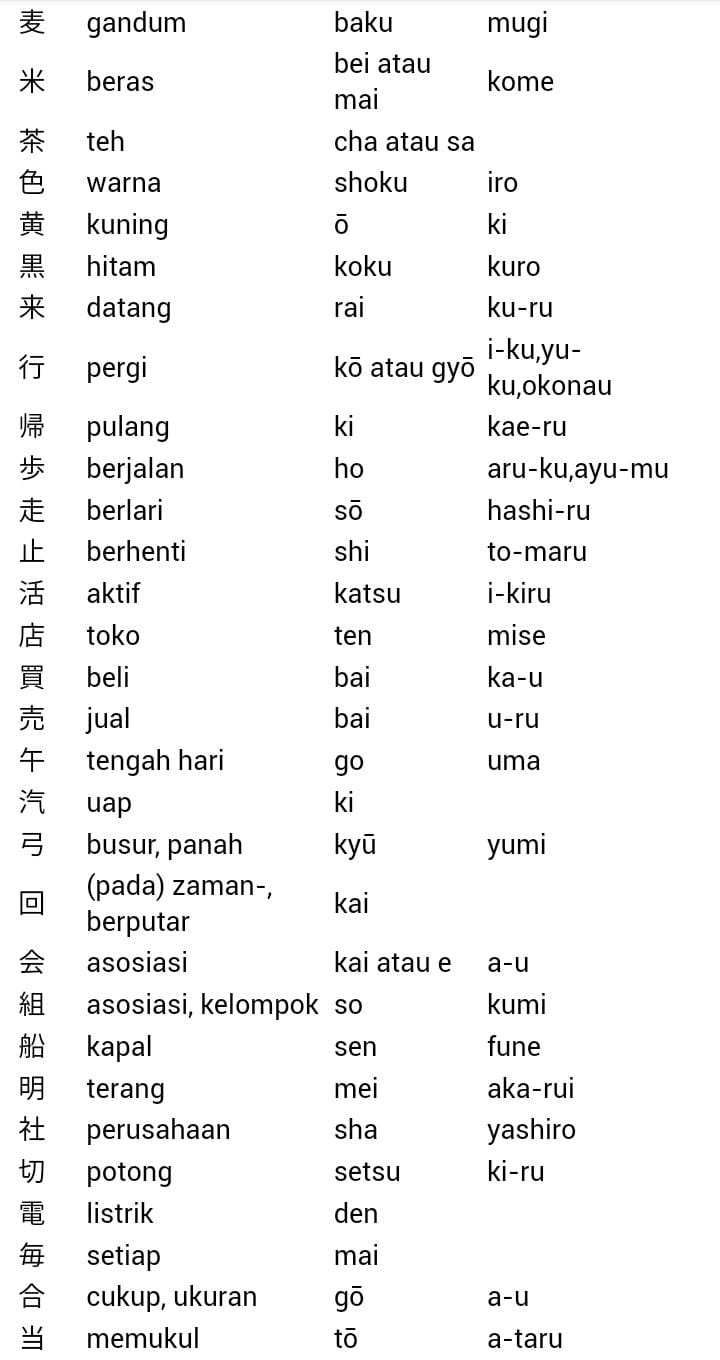 麦 gandum baku mugi
米 beras bei atau mai kome
茶 teh cha atau sa
色 warna shoku iro
黄 kuning ō ki
黒 hitam koku kuro
来 datang rai ku-ru
行 pergi kō atau gyō i-ku,yu-ku,okonau
帰 pulang ki kae-ru
歩 berjalan ho aru-ku,ayu-mu
走 berlari sō hashi-ru
止 berhenti shi to-maru
活 aktif katsu i-kiru
店 toko ten mise
買 beli bai ka-u
売 jual bai u-ru
午 tengah hari go uma
汽 uap ki
弓 busur, panah kyū yumi
回 (pada) zaman-, berputar kai
会 asosiasi kai atau e a-u
組 asosiasi, kelompok so kumi
船 kapal sen fune
明 terang mei aka-rui
社 perusahaan sha yashiro
切 potong setsu ki-ru
電 listrik den
毎 setiap mai
合 cukup, ukuran gō a-u
当 memukul tō a-taru